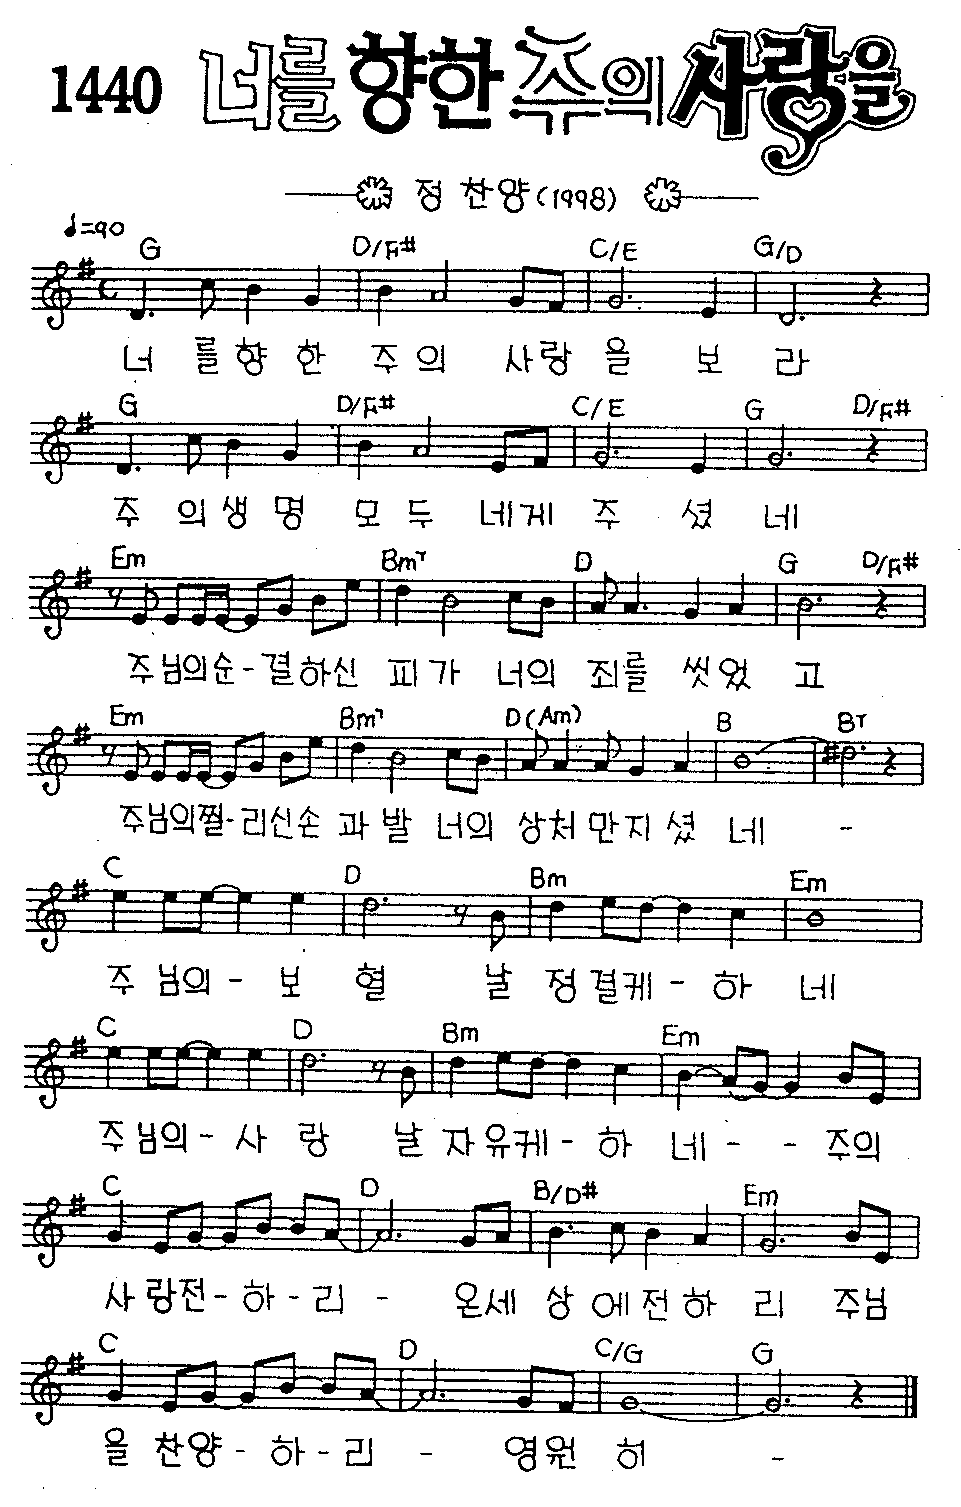 1440 너를 향한 주의 사랑을
정 찬양 (1998)
♩=90
G D/F# C/E G/D
너 를 향 한 주 의 사 랑 을 보 라
G D/F# C/E G D/F#
주 의 생 명 모 두 네 게 주 셨 네
Em Bm7 D G D/F#
주님의순-결하신 피가 너의 죄를 씻었 고
Em Bm7 D(Am) B B7
주님의찔-리신손 과 발 너의 상처 만지셨 네 -
C D Bm Em
주 님의- 보 혈 날 정결케- 하 네
C D Bm Em
주 님의- 사 랑 날 자유케- 하 네 - - 주의
C D B/D# Em
사 랑전-하-리 - 온세 상 에전하 리 주님
C D C/G G
을 찬양-하-리 - 영원 히 -